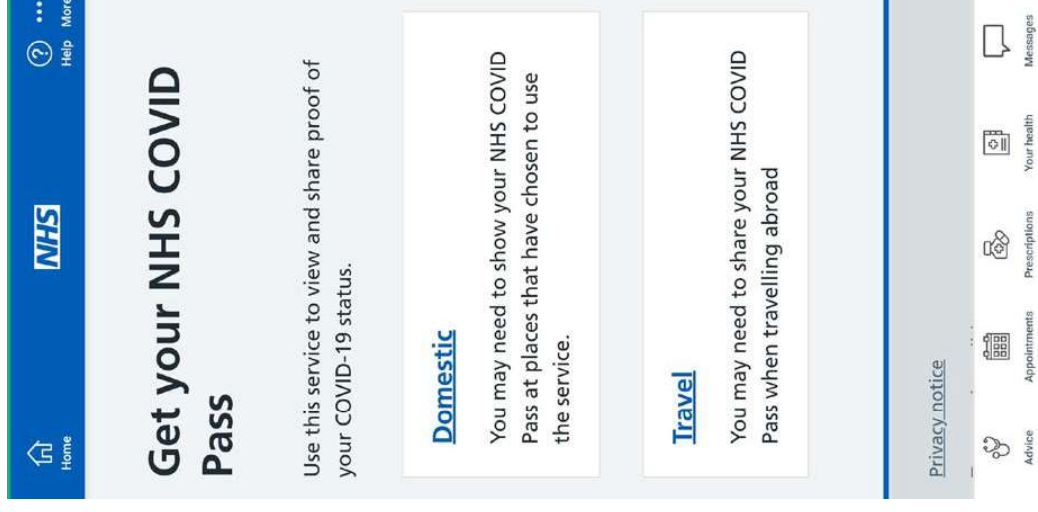 Home
NHS
Help
More
Get your NHS COVID
Pass
Use this service to view and share proof of
your COVID-19 status.
Domestic
You may need to show your NHS COVID
Pass at places that have chosen to use
the service.
Travel
You may need to share your NHS COVID
Pass when travelling abroad
Privacy notice
Advice
Appointments
Prescriptions
Your health
Messages